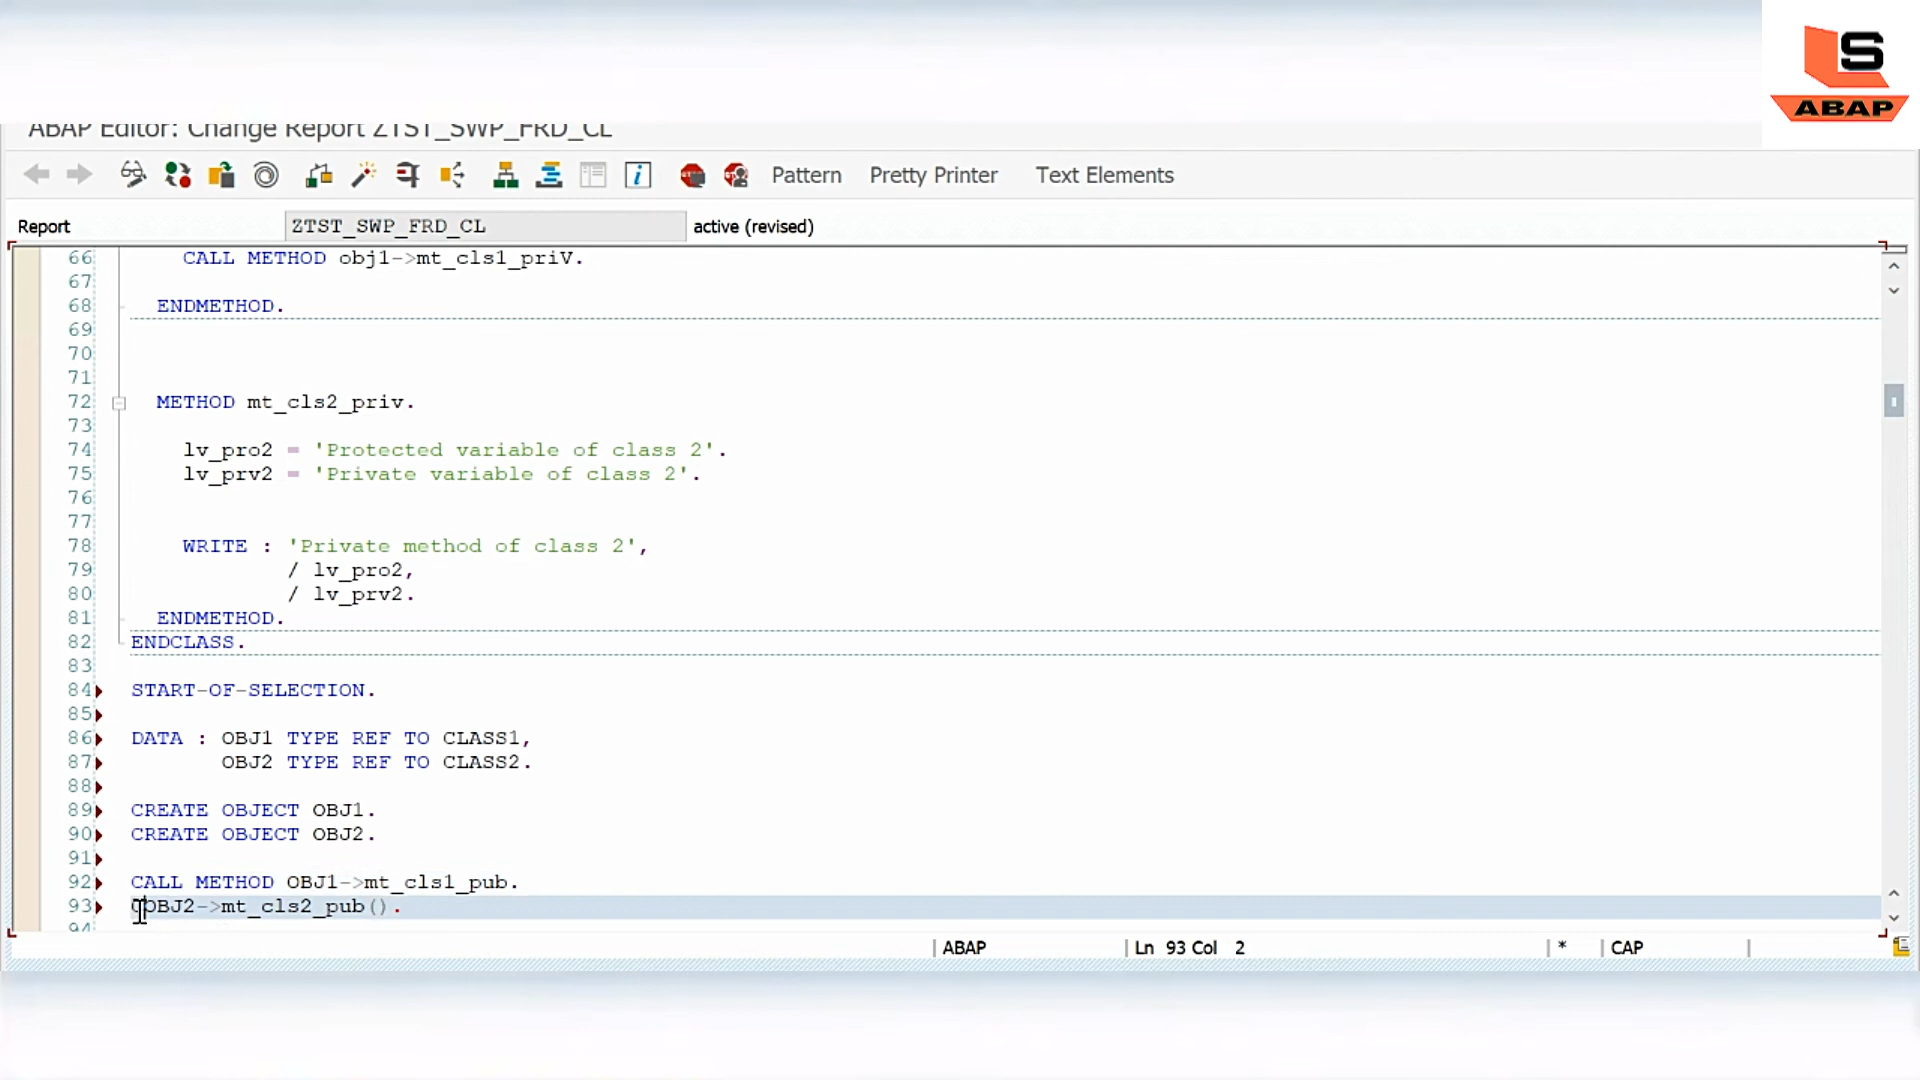 S
ABAP
ABAP Editor: Change Report ZTST_SWP_FRD_CL
Pattern Pretty Printer Text Elements
Report ZTST_SWP_FRD_CL active (revised)
66 CALL METHOD obj1->mt_cls1_priV.
67
68 ENDMETHOD.
69
70
71
72 METHOD mt_cls2_priv.
73
74 lv_pro2 = 'Protected variable of class 2'.
75 lv_prv2 = 'Private variable of class 2'.
76
77
78 WRITE : 'Private method of class 2',
79 / lv_pro2,
80 / lv_prv2.
81 ENDMETHOD.
82 ENDCLASS.
83
84 START-OF-SELECTION.
85
86 DATA : OBJ1 TYPE REF TO CLASS1,
87 OBJ2 TYPE REF TO CLASS2.
88
89 CREATE OBJECT OBJ1.
90 CREATE OBJECT OBJ2.
91
92 CALL METHOD OBJ1->mt_cls1_pub.
93 COBJ2->mt_cls2_pub().
94
ABAP Ln 93 Col 2 * CAP